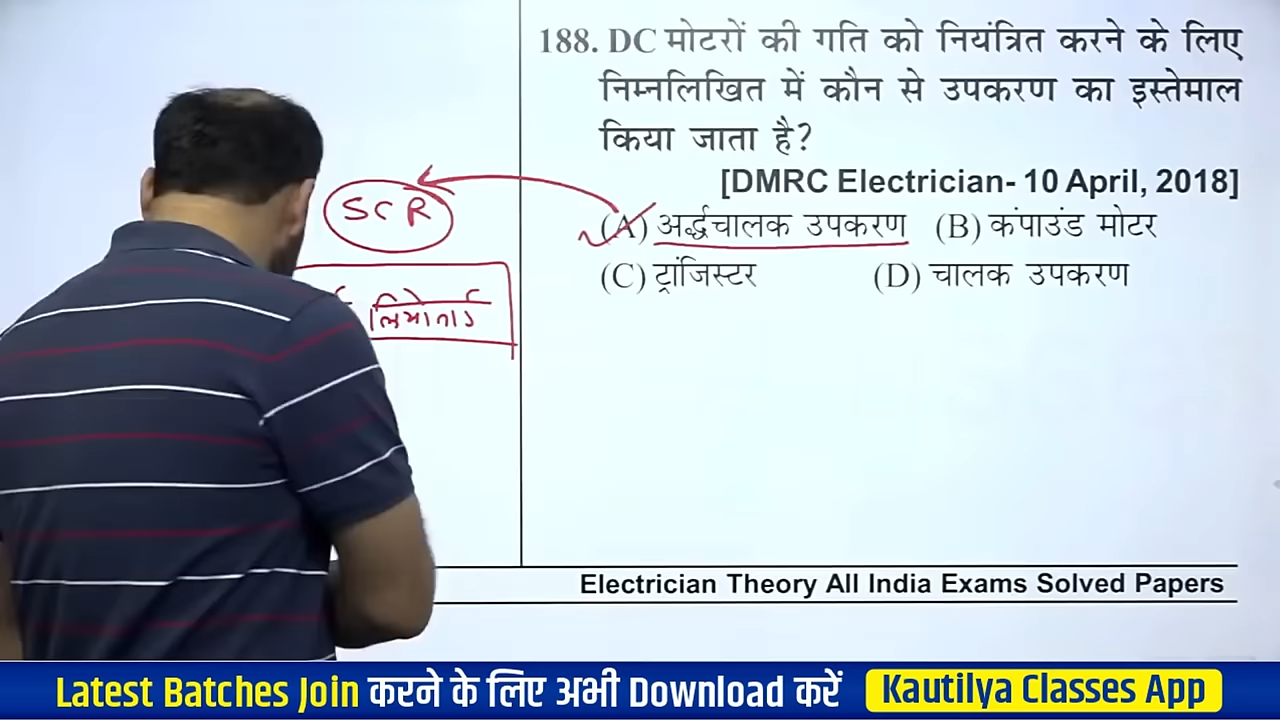 188. DC मोटरों की गति को नियंत्रित करने के लिए
निम्नलिखित में कौन से उपकरण का इस्तेमाल
किया जाता है?
[DMRC Electrician- 10 April, 2018]
(A) अर्द्धचालक उपकरण (B) कंपाउंड मोटर
(C) ट्रांजिस्टर (D) चालक उपकरण
SCR
Electrician Theory All India Exams Solved Papers
Latest Batches Join करने के लिए अभी Download करें Kautilya Classes App